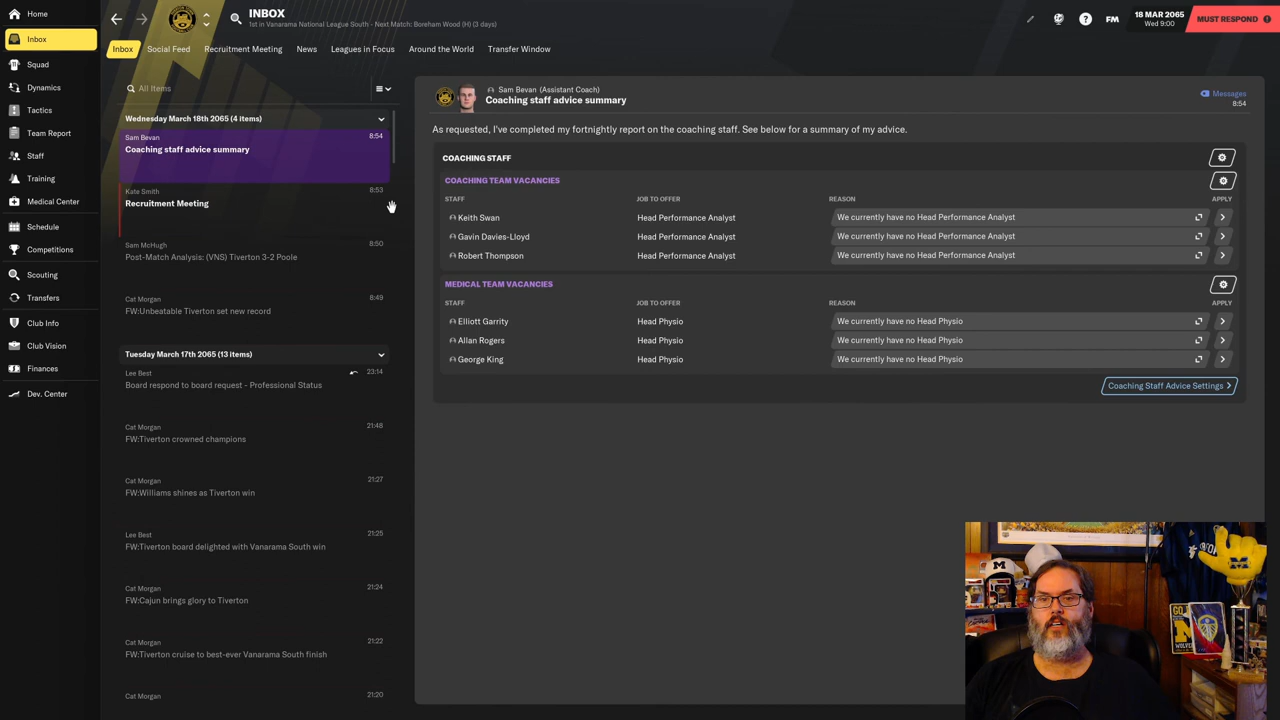 Home
Inbox
Squad
Dynamics
Tactics
Team Report
Staff
Training
Medical Center
Schedule
Competitions
Scouting
Transfers
Club Info
Club Vision
Finances
Dev. Center
INBOX
1st in Vanarama National League South - Next Match: Boreham Wood (H) (3 days)
FM
18 MAR 2065
Wed 9:00
MUST RESPOND
Inbox Social Feed Recruitment Meeting News Leagues in Focus Around the World Transfer Window
All Items
Wednesday March 18th 2065 (4 items)
Sam Bevan 8:54
Coaching staff advice summary
Kate Smith 8:53
Recruitment Meeting
Sam McHugh 8:50
Post-Match Analysis: (VNS) Tiverton 3-2 Poole
Cat Morgan 8:49
FW:Unbeatable Tiverton set new record
Tuesday March 17th 2065 (13 items)
Lee Best 23:14
Board respond to board request - Professional Status
Cat Morgan 21:48
FW:Tiverton crowned champions
Cat Morgan 21:27
FW:Williams shines as Tiverton win
Lee Best 21:25
FW:Tiverton board delighted with Vanarama South win
Cat Morgan 21:24
FW:Cajun brings glory to Tiverton
Cat Morgan 21:22
FW:Tiverton cruise to best-ever Vanarama South finish
Cat Morgan 21:20
Sam Bevan (Assistant Coach)
Coaching staff advice summary
Messages
8:54
As requested, I've completed my fortnightly report on the coaching staff. See below for a summary of my advice.
COACHING STAFF
COACHING TEAM VACANCIES
STAFF JOB TO OFFER REASON APPLY
Keith Swan Head Performance Analyst We currently have no Head Performance Analyst
Gavin Davies-Lloyd Head Performance Analyst We currently have no Head Performance Analyst
Robert Thompson Head Performance Analyst We currently have no Head Performance Analyst
MEDICAL TEAM VACANCIES
STAFF JOB TO OFFER REASON APPLY
Elliott Garrity Head Physio We currently have no Head Physio
Allan Rogers Head Physio We currently have no Head Physio
George King Head Physio We currently have no Head Physio
Coaching Staff Advice Settings
M
M
GO
M